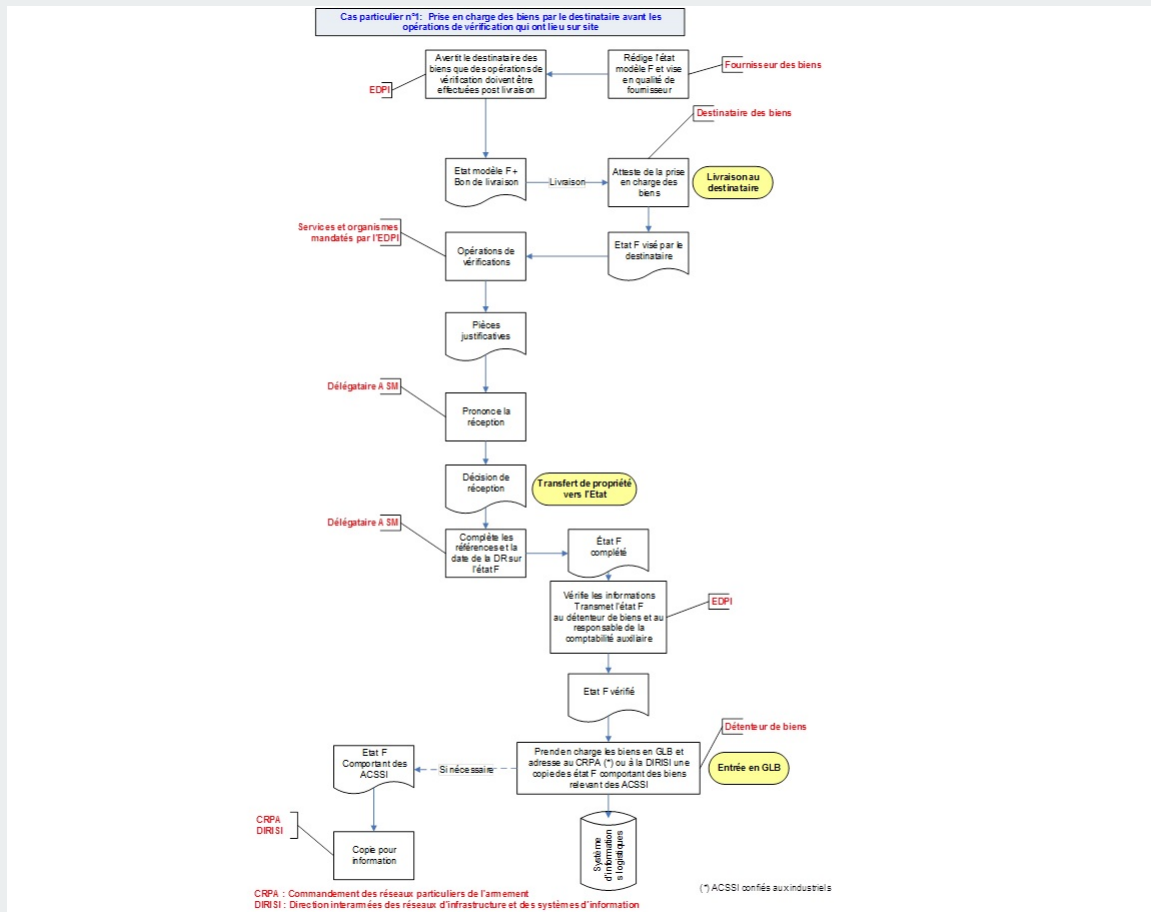 Cas particulier n°1: Prise en charge des biens par le destinataire avant les
opérations de vérification qui ont lieu sur site
Avertit le destinataire des
biens que des opérations de
vérification doivent être
effectuées post livraison
Rédige l'état
modèle F et vise
en qualité de
fournisseur
Fournisseur des biens
EDPI
Destinataire des biens
Etat modèle F+
Bon de livraison
Livraison
Atteste de la prise
en charge des
biens
Livraison au
destinataire
Services et organismes
mandatés par l'EDPI
Opérations de
vérifications
Etat F visé par le
destinataire
Pièces
justificatives
Délégataire ASM
Prononce la
réception
Décision de
réception
Transfert de propriété
vers l'Etat
Délégataire ASM
Complète les
références et la
date de la DR sur
l'état F
État F
complété
Vérifie les informations
Transmet l'état F
au détenteur de biens et au
responsable de la
comptabilité auxiliaire
EDPI
Etat F vérifié
Détenteur de biens
Etat F
Comportant des
ACSSI
Si nécessaire
Prend en charge les biens en GLB et
adresse au CRPA (*) ou à la DIRISI une
copie des état F comportant des biens
relevant des ACSSI
Entrée en GLB
CRPA
DIRISI
Copie pour
information
Système
d'information
s logistiques
(*) ACSSI confiés aux industriels
CRPA : Commandement des réseaux particuliers de l'armement
DIRISI : Direction interarmées des réseaux d'infrastructure et des systèmes d'information